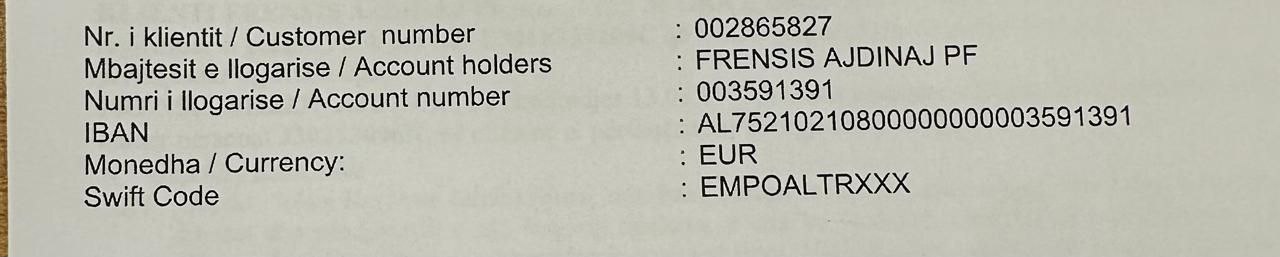 Nr. i klientit / Customer number : 002865827
Mbajtesit e llogarise / Account holders : FRENSIS AJDINAJ PF
Numri i llogarise / Account number : 003591391
IBAN : AL75210210800000000003591391
Monedha / Currency: : EUR
Swift Code : EMPOALTRXXX